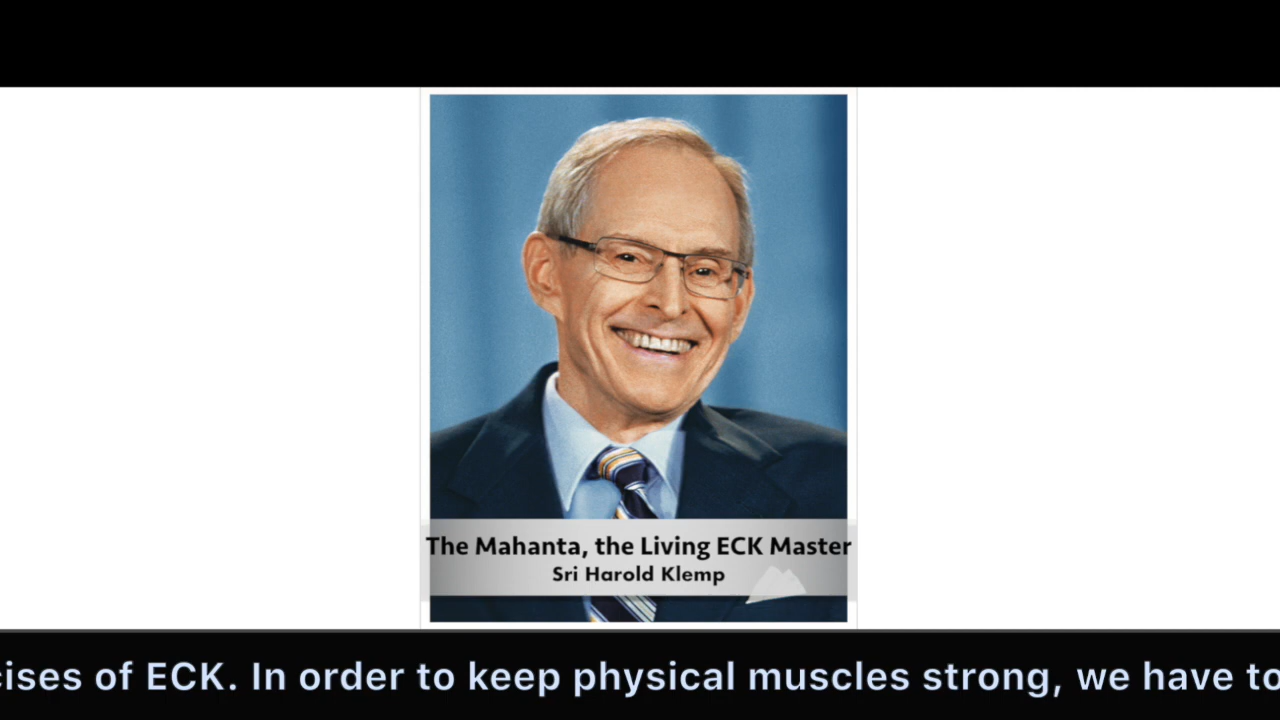 The Mahanta, the Living ECK Master
Sri Harold Klemp
of ECK. In order to keep physical muscles strong, we have to